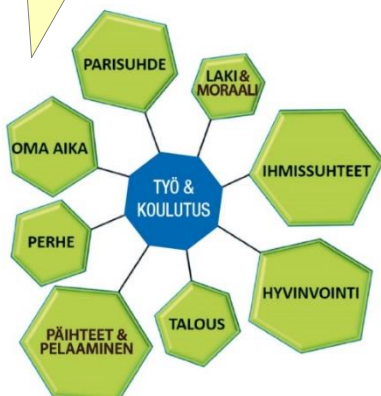 PARISUHDE
LAKI &
MORAALI
OMA AIKA
IHMISSUHTEET
TYÖ &
KOULUTUS
PERHE
HYVINVOINTI
PÄIHTEET &
PELAAMINEN
TALOUS